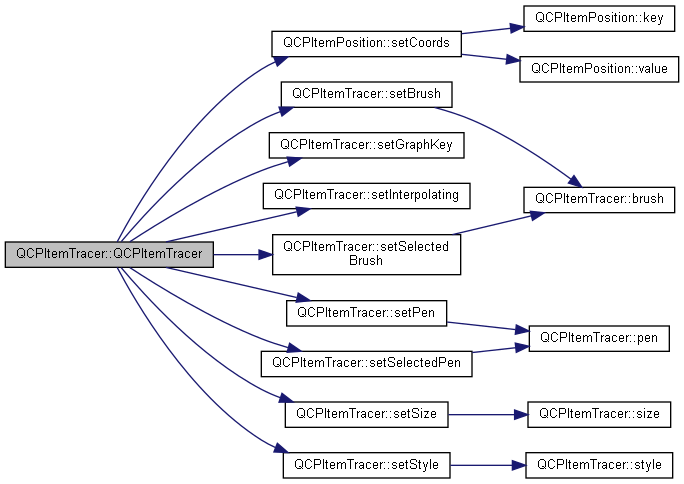 QCPItemTracer::QCPItemTracer
QCPItemPosition::setCoords
QCPItemTracer::setBrush
QCPItemTracer::setGraphKey
QCPItemTracer::setInterpolating
QCPItemTracer::setSelected
Brush
QCPItemTracer::setPen
QCPItemTracer::setSelectedPen
QCPItemTracer::setSize
QCPItemTracer::setStyle
QCPItemPosition::key
QCPItemPosition::value
QCPItemTracer::brush
QCPItemTracer::pen
QCPItemTracer::size
QCPItemTracer::style